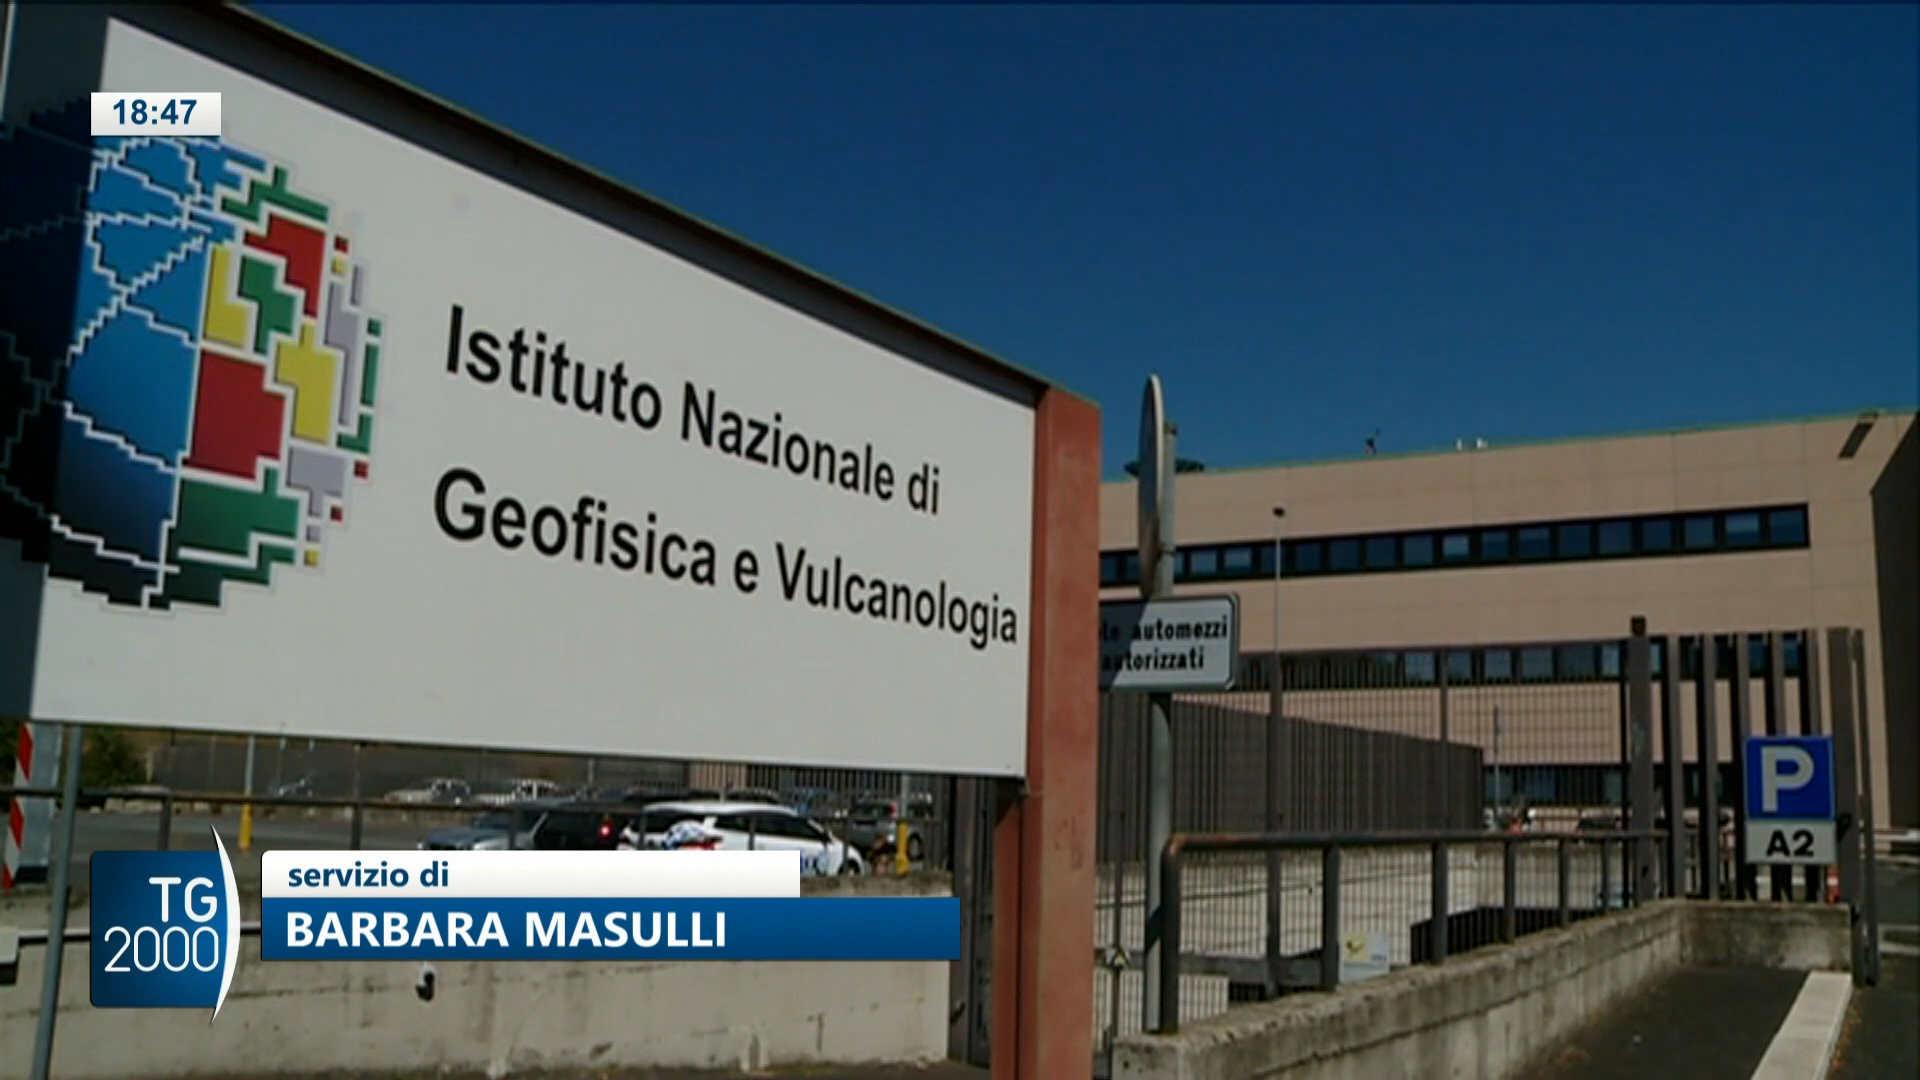 18:47
Istituto Nazionale di
Geofisica e Vulcanologia
automezzi
autorizzati
P
A2
TG
2000
servizio di
BARBARA MASULLI